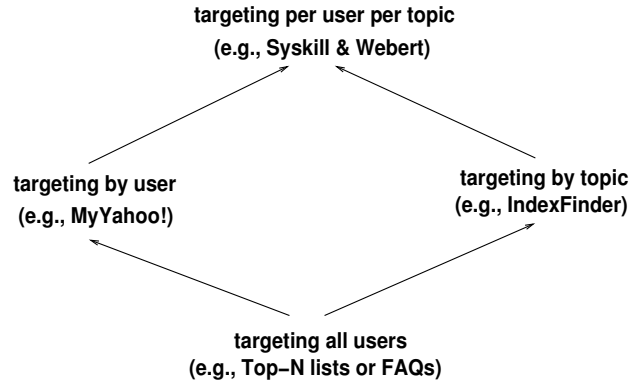 targeting per user per topic
(e.g., Syskill & Webert)
targeting by user
(e.g., MyYahoo!)
targeting by topic
(e.g., IndexFinder)
targeting all users
(e.g., Top−N lists or FAQs)